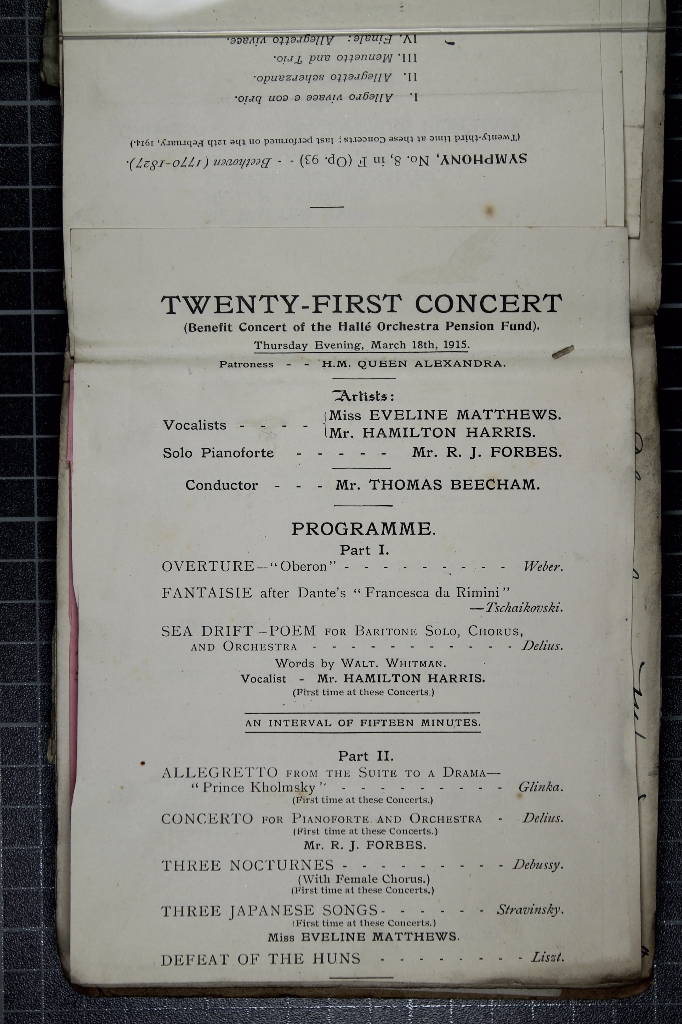 IV. Finale: Allegretto vivace.
III. Menuetto and Trio.
II. Allegretto scherzando.
I. Allegro vivace e con brio.
(Twenty-third time at these Concerts; last performed on the 12th February, 1914.)
SYMPHONY, No. 8, in F (Op. 93) - - Beethoven (1770-1827).
TWENTY-FIRST CONCERT
(Benefit Concert of the Hallé Orchestra Pension Fund).
Thursday Evening, March 18th, 1915.
Patroness - - H.M. QUEEN ALEXANDRA.
Artists:
Vocalists - - - - Miss EVELINE MATTHEWS.
Mr. HAMILTON HARRIS.
Solo Pianoforte - - - - - Mr. R. J. FORBES.
Conductor - - - Mr. THOMAS BEECHAM.
PROGRAMME.
Part I.
OVERTURE—"Oberon" - - - - - - - - - Weber.
FANTAISIE after Dante's "Francesca da Rimini"
—Tschaikovski.
SEA DRIFT—POEM FOR BARITONE SOLO, CHORUS,
AND ORCHESTRA - - - - - - - - - - - Delius.
Words by WALT. WHITMAN.
Vocalist - Mr. HAMILTON HARRIS.
(First time at these Concerts.)
AN INTERVAL OF FIFTEEN MINUTES.
Part II.
ALLEGRETTO FROM THE SUITE TO A DRAMA—
"Prince Kholmsky" - - - - - - - - - Glinka.
(First time at these Concerts.)
CONCERTO FOR PIANOFORTE AND ORCHESTRA - Delius.
(First time at these Concerts.)
Mr. R. J. FORBES.
THREE NOCTURNES - - - - - - - - - Debussy.
(With Female Chorus.)
(First time at these Concerts.)
THREE JAPANESE SONGS - - - - - - Stravinsky.
(First time at these Concerts.)
Miss EVELINE MATTHEWS.
DEFEAT OF THE HUNS - - - - - - - - Liszt.